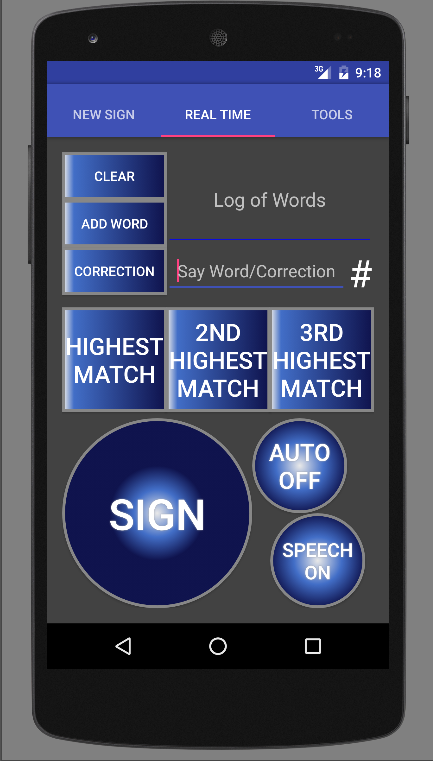 3G 9:18
NEW SIGN REAL TIME TOOLS
CLEAR
ADD WORD
CORRECTION
Log of Words
Say Word/Correction #
HIGHEST
MATCH
2ND
HIGHEST
MATCH
3RD
HIGHEST
MATCH
SIGN
AUTO
OFF
SPEECH
ON